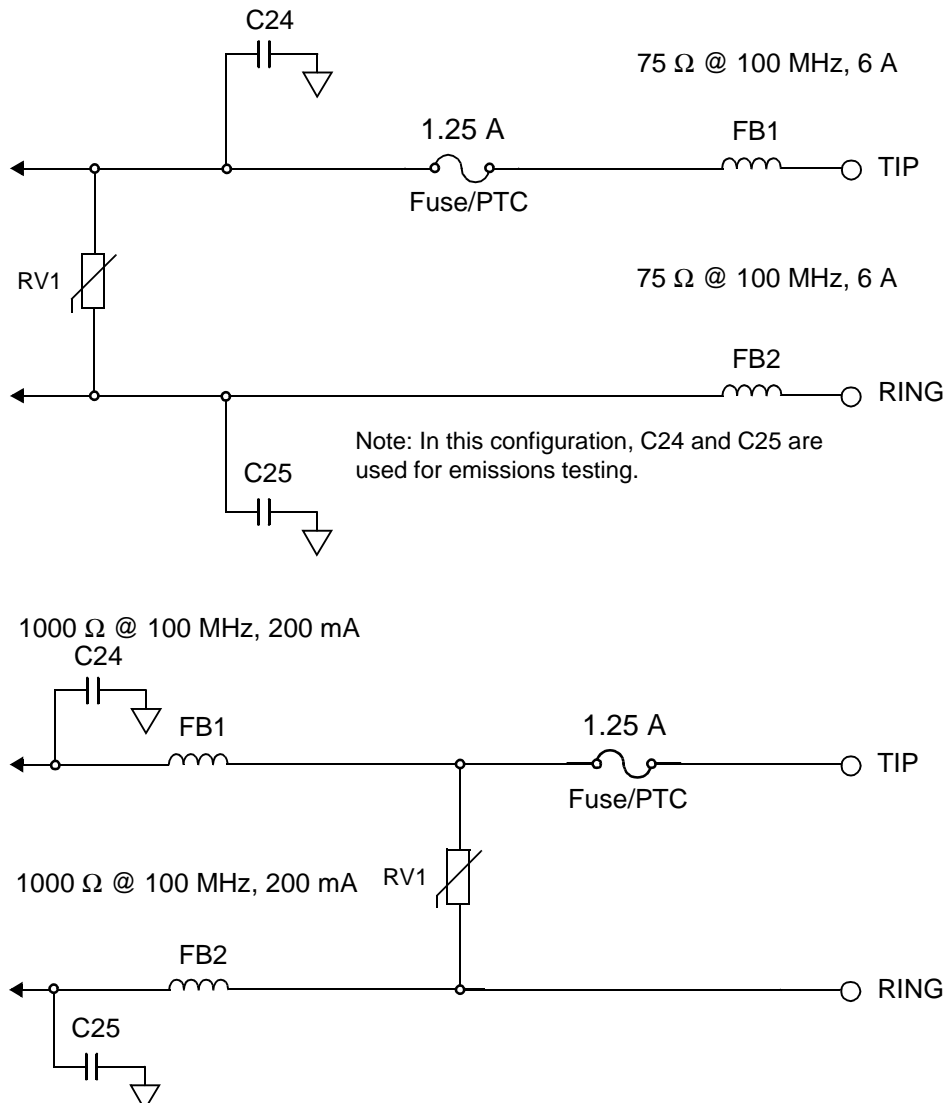 C24
75 Ω @ 100 MHz, 6 A
1.25 A
FB1
TIP
Fuse/PTC
RV1
75 Ω @ 100 MHz, 6 A
FB2
RING
Note: In this configuration, C24 and C25 are
used for emissions testing.
C25
1000 Ω @ 100 MHz, 200 mA
C24
FB1
1.25 A
TIP
Fuse/PTC
1000 Ω @ 100 MHz, 200 mA
RV1
FB2
RING
C25